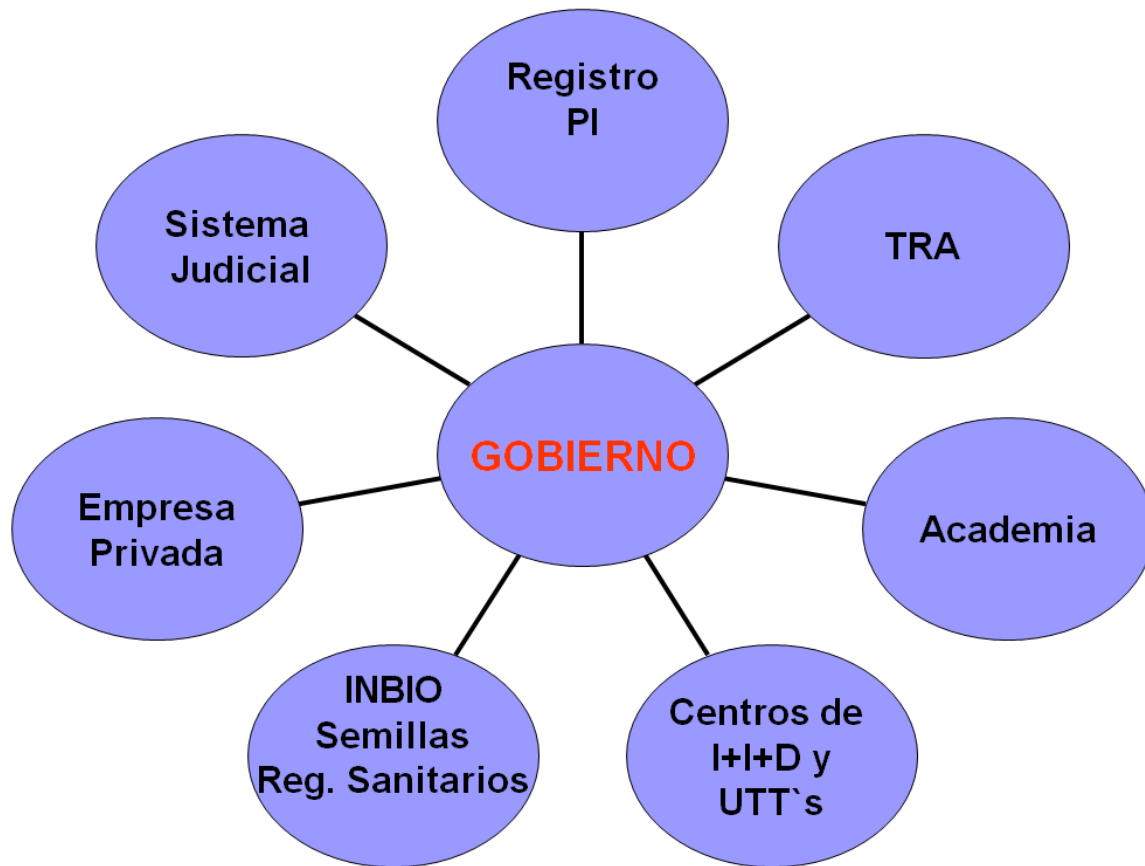 Registro
PI
Sistema
Judicial
TRA
GOBIERNO
Empresa
Privada
Academia
INBIO
Semillas
Reg. Sanitarios
Centros de
I+I+D y
UTT`s